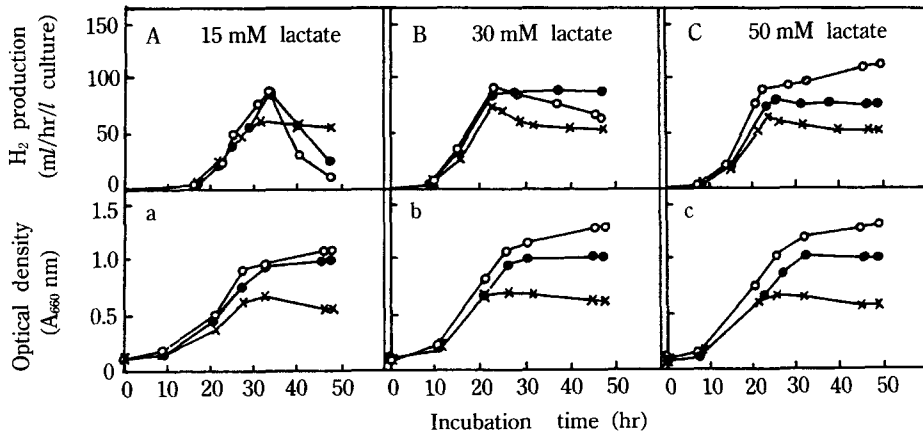 A 15 mM lactate
B 30 mM lactate
C 50 mM lactate
H₂ production
(ml/hr/l culture)
150
100
50
0
a
b
c
Optical density
(A₆₆₀ nm)
1.5
1.0
0.5
0
0 10 20 30 40 50
0 10 20 30 40 50
0 10 20 30 40 50
Incubation time (hr)